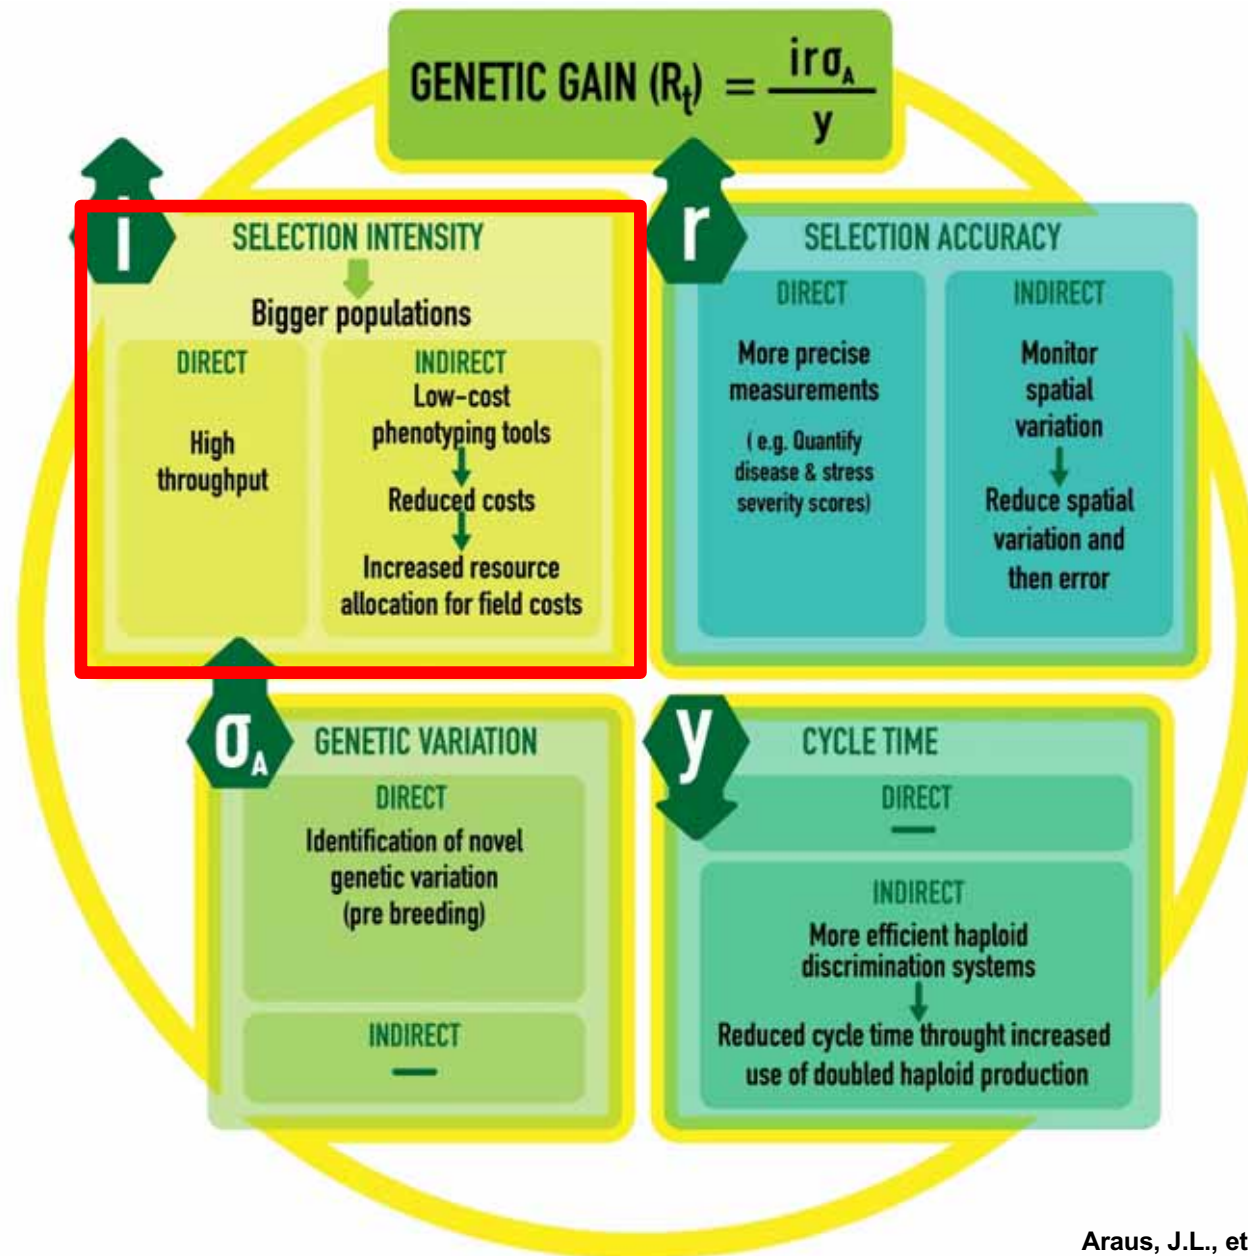 GENETIC GAIN (Rt) = irσA / y
i
SELECTION INTENSITY
Bigger populations
DIRECT
High
throughput
INDIRECT
Low-cost
phenotyping tools
Reduced costs
Increased resource
allocation for field costs
r
SELECTION ACCURACY
DIRECT
More precise
measurements
( e.g. Quantify
disease & stress
severity scores)
INDIRECT
Monitor
spatial
variation
Reduce spatial
variation and
then error
σA
GENETIC VARIATION
DIRECT
Identification of novel
genetic variation
(pre breeding)
INDIRECT
—
y
CYCLE TIME
DIRECT
—
INDIRECT
More efficient haploid
discrimination systems
Reduced cycle time throught increased
use of doubled haploid production
Araus, J.L., et